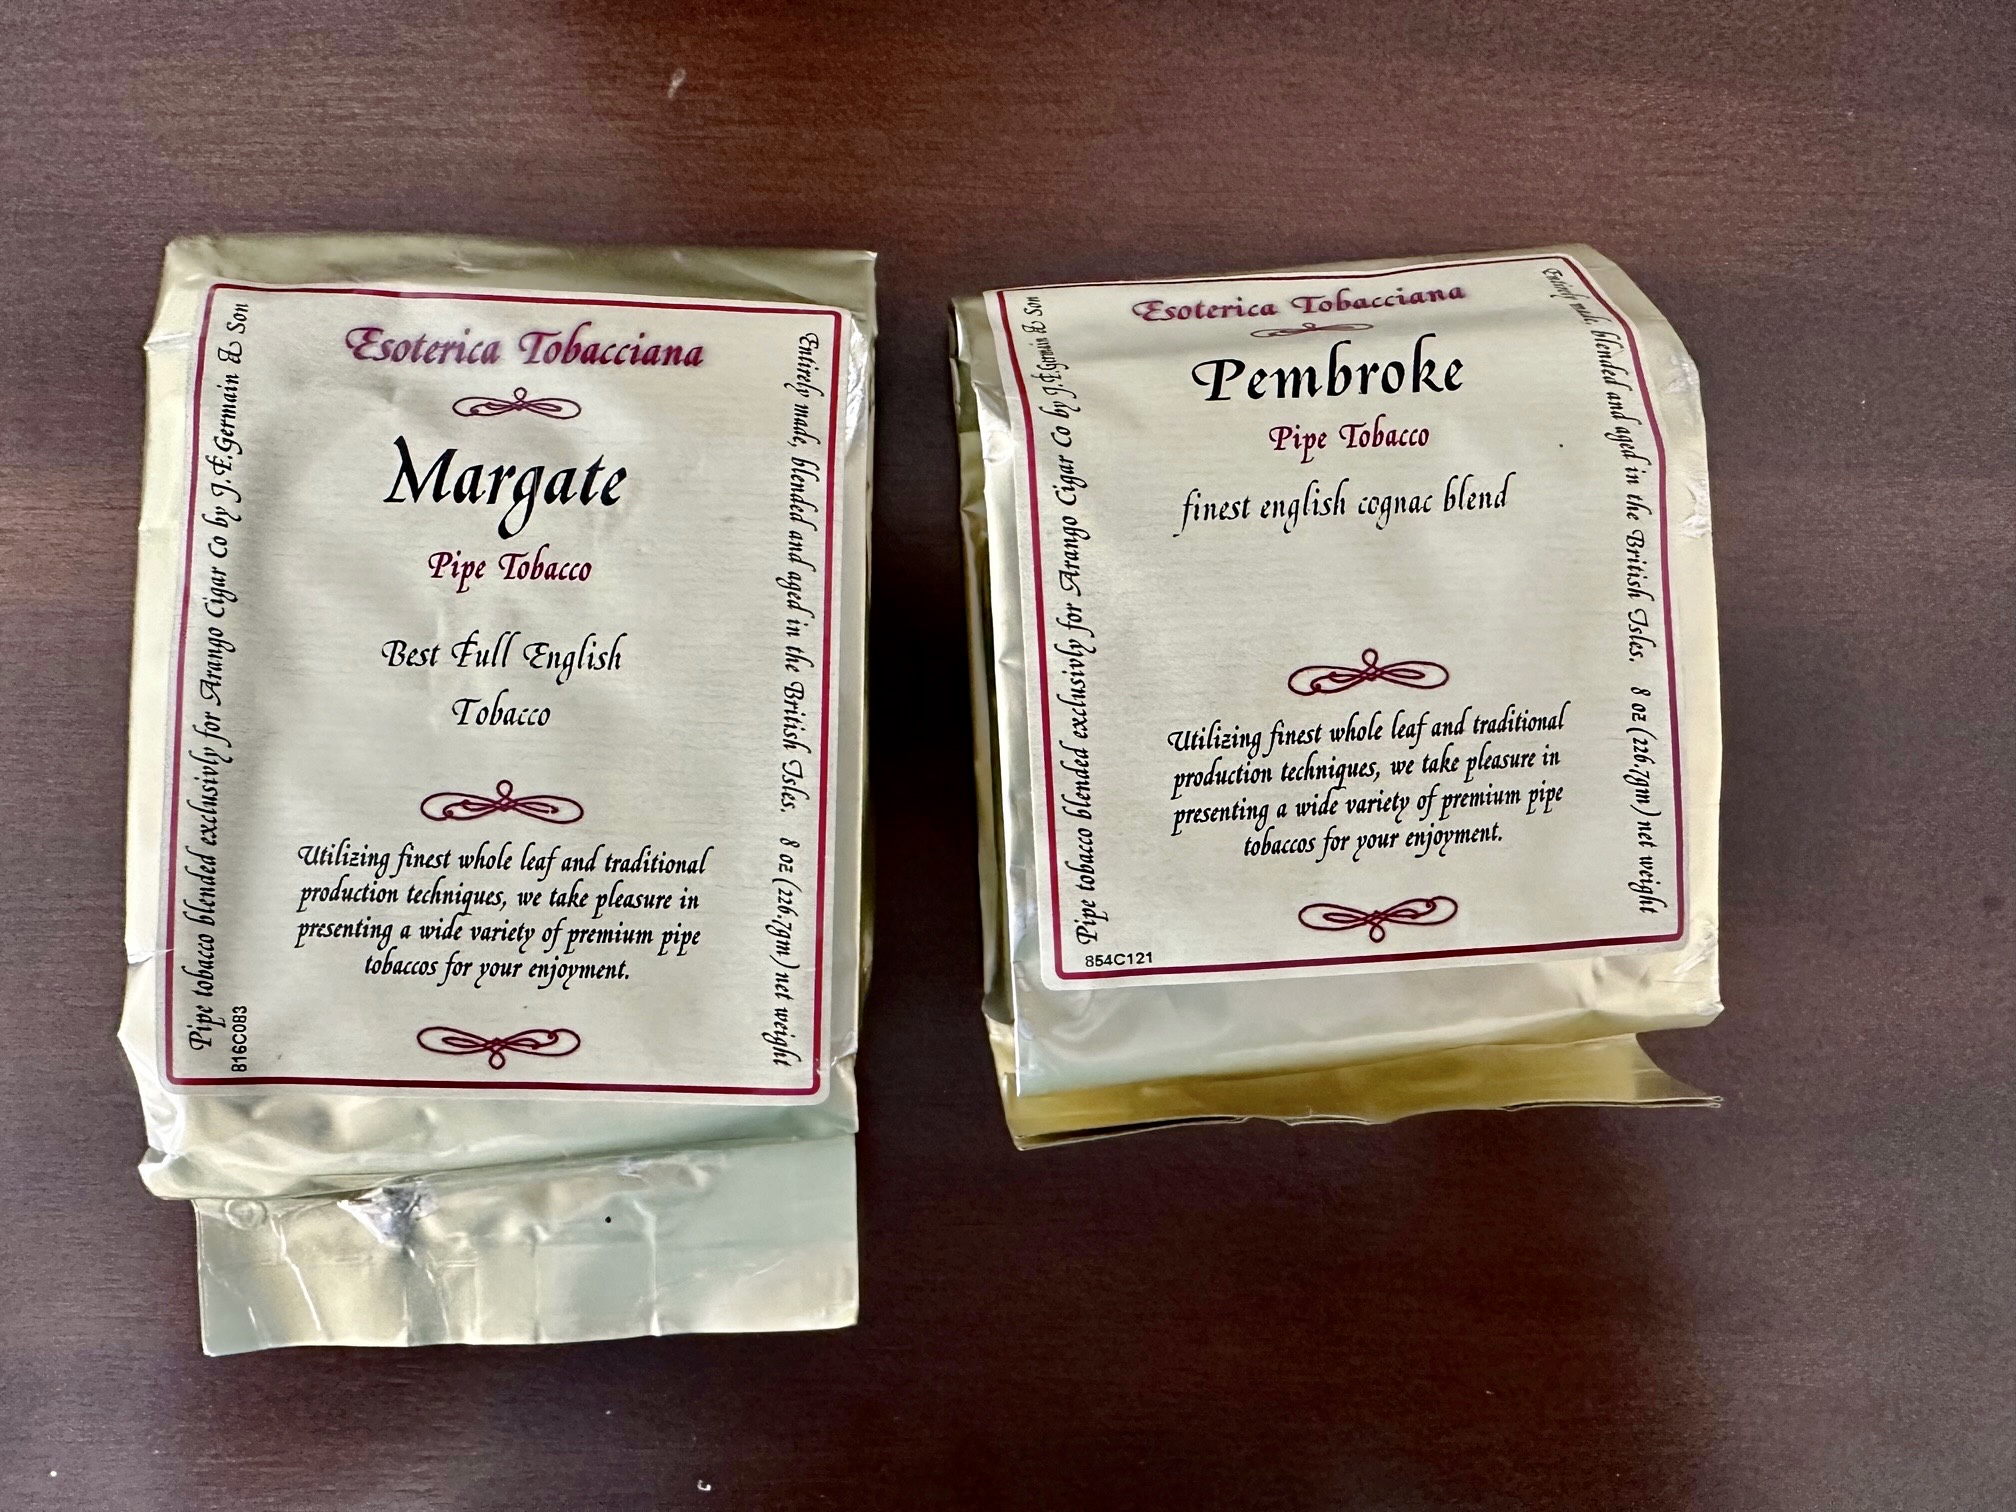 Esoterica Tobacciana
Margate
Pipe Tobacco
Best Full English
Tobacco
Utilizing finest whole leaf and traditional
production techniques, we take pleasure in
presenting a wide variety of premium pipe
tobaccos for your enjoyment.
Pipe tobacco blended exclusivly for Arango Cigar Co by J.F.Germain & Son
816C083
Entirely made, blended and aged in the British Isles. 8 oz (226.7gm) net weight
Esoterica Tobacciana
Pembroke
Pipe Tobacco
finest english cognac blend
Utilizing finest whole leaf and traditional
production techniques, we take pleasure in
presenting a wide variety of premium pipe
tobaccos for your enjoyment.
Pipe tobacco blended exclusivly for Arango Cigar Co by J.F.Germain & Son
854C121
Entirely made, blended and aged in the British Isles. 8 oz (226.7gm) net weight